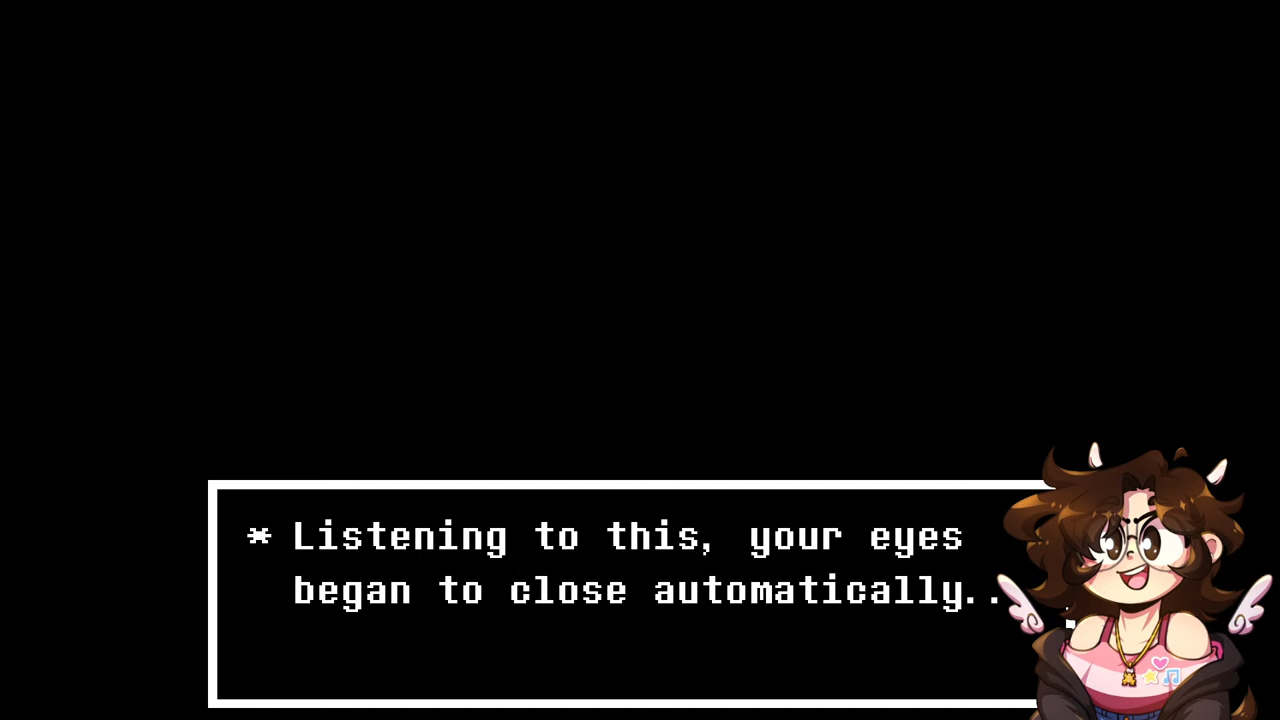 * Listening to this, your eyes
began to close automatically..